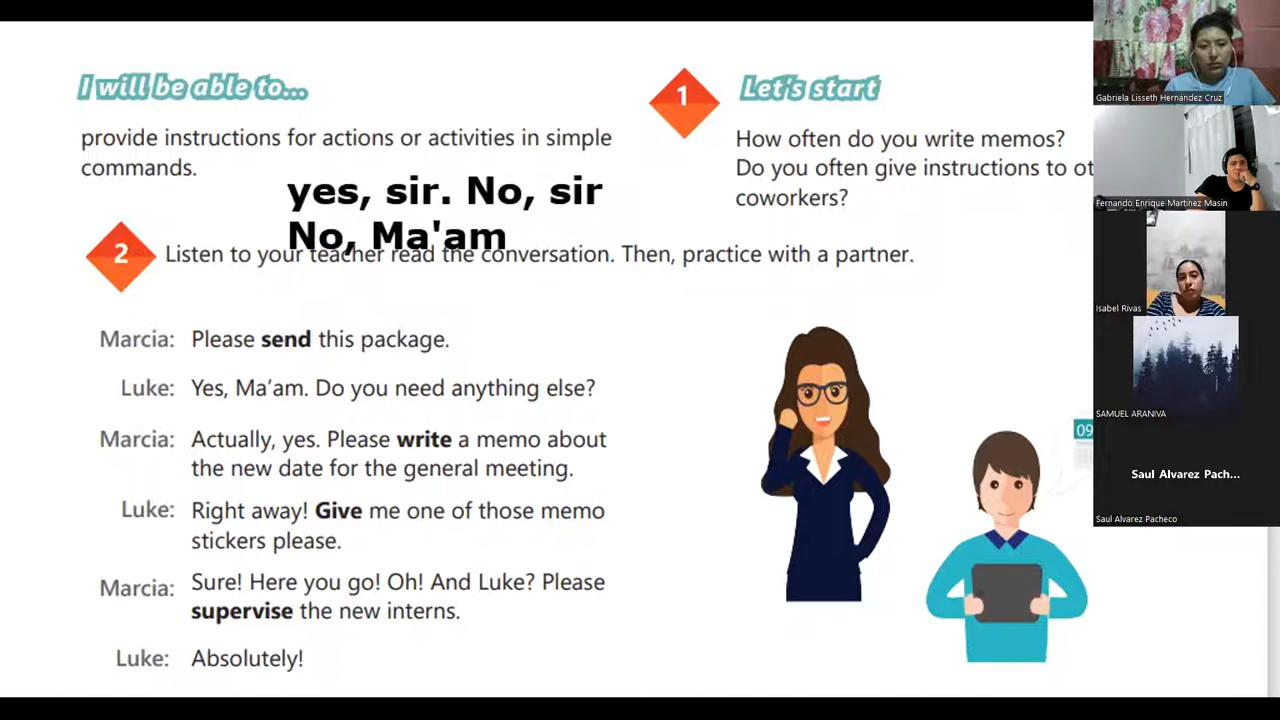 I will be able to...
provide instructions for actions or activities in simple
commands.
1
Let's start
How often do you write memos?
Do you often give instructions to ot
coworkers?
yes, sir. No, sir
No, Ma'am
2
Listen to your teacher read the conversation. Then, practice with a partner.
Marcia: Please send this package.
Luke: Yes, Ma’am. Do you need anything else?
Marcia: Actually, yes. Please write a memo about
the new date for the general meeting.
Luke: Right away! Give me one of those memo
stickers please.
Marcia: Sure! Here you go! Oh! And Luke? Please
supervise the new interns.
Luke: Absolutely!
09
Gabriela Lisseth Hernández Cruz
Fernando Enrique Martínez Masin
Isabel Rivas
SAMUEL ARANIVA
Saul Alvarez Pach...
Saul Alvarez Pacheco